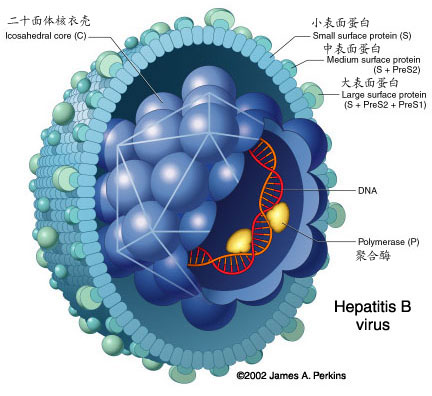 二十面体核衣壳
Icosahedral core (C)
小表面蛋白
Small surface protein (S)
中表面蛋白
Medium surface protein
(S + PreS2)
大表面蛋白
Large surface protein
(S + PreS2 + PreS1)
DNA
Polymerase (P)
聚合酶
Hepatitis B
virus
©2002 James A. Perkins